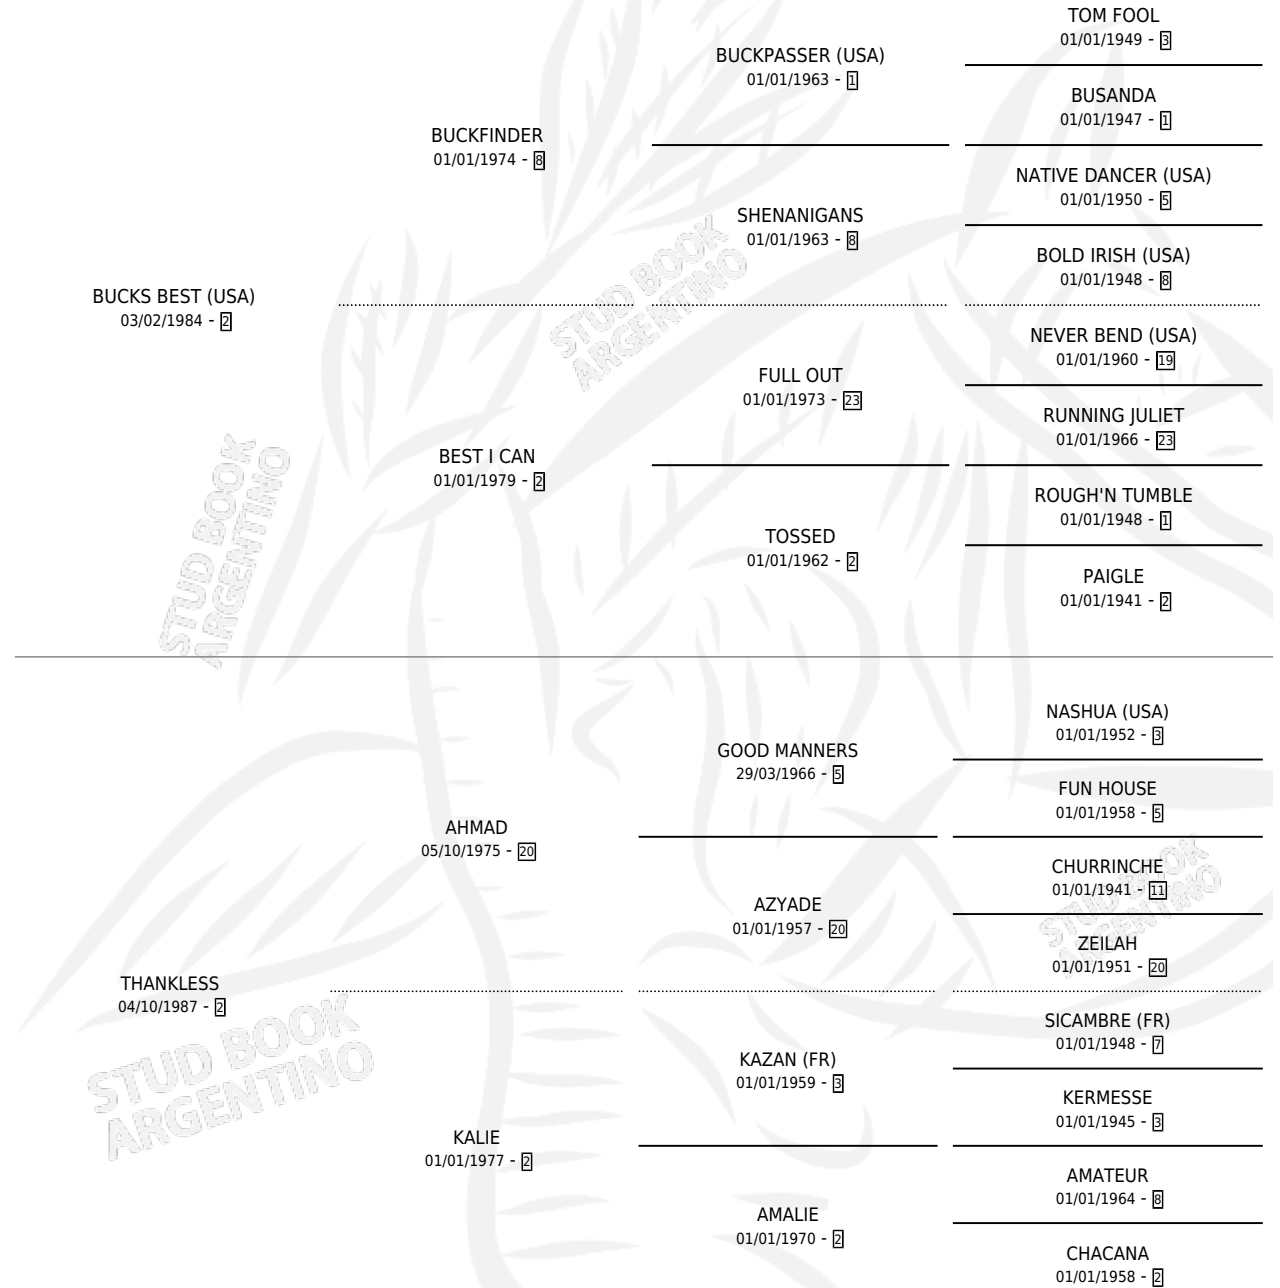 TOM FOOL
01/01/1949 - 3
BUCKPASSER (USA)
01/01/1963 - 1
BUSANDA
01/01/1947 - 1
BUCKFINDER
01/01/1974 - 8
NATIVE DANCER (USA)
01/01/1950 - 5
SHENANIGANS
01/01/1963 - 8
BOLD IRISH (USA)
01/01/1948 - 8
BUCKS BEST (USA)
03/02/1984 - 2
STUD BOOK
ARGENTINO
NEVER BEND (USA)
01/01/1960 - 19
FULL OUT
01/01/1973 - 23
RUNNING JULIET
01/01/1966 - 23
BEST I CAN
01/01/1979 - 2
ROUGH'N TUMBLE
01/01/1948 - 1
TOSSED
01/01/1962 - 2
PAIGLE
01/01/1941 - 2
STUD BOOK
ARGENTINO
NASHUA (USA)
01/01/1952 - 3
GOOD MANNERS
29/03/1966 - 5
FUN HOUSE
01/01/1958 - 5
AHMAD
05/10/1975 - 20
CHURRINCHE
01/01/1941 - 11
AZYADE
01/01/1957 - 20
ZEILAH
01/01/1951 - 20
STUD BOOK
ARGENTINO
THANKLESS
04/10/1987 - 2
SICAMBRE (FR)
01/01/1948 - 7
KAZAN (FR)
01/01/1959 - 3
KERMESSE
01/01/1945 - 3
STUD BOOK
ARGENTINO
KALIE
01/01/1977 - 2
AMATEUR
01/01/1964 - 8
AMALIE
01/01/1970 - 2
CHACANA
01/01/1958 - 2